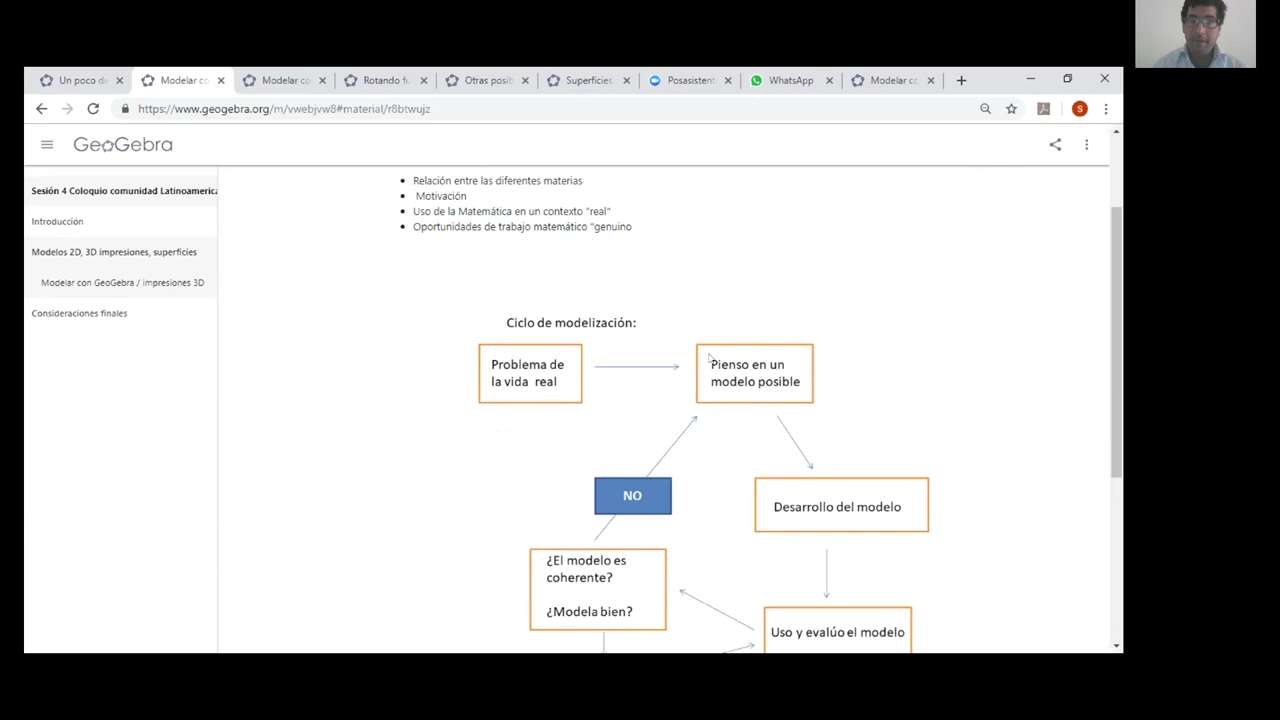 Un poco de
Modelar co
Modelar co
Rotando fu
Otras posib
Superficies
Posasistent
WhatsApp
Modelar co
https://www.geogebra.org/m/vwebjvw8#material/r8btwujz
S
GeoGebra
Sesión 4 Coloquio comunidad Latinoamerica
Introducción
Modelos 2D, 3D impresiones, superficies
Modelar con GeoGebra / impresiones 3D
Consideraciones finales
Relación entre las diferentes materias
Motivación
Uso de la Matemática en un contexto "real"
Oportunidades de trabajo matemático "genuino
Ciclo de modelización:
Problema de
la vida real
Pienso en un
modelo posible
NO
Desarrollo del modelo
¿El modelo es
coherente?
¿Modela bien?
Uso y evalúo el modelo